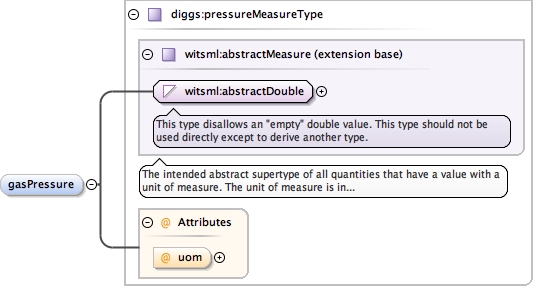 diggs:pressureMeasureType
witsml:abstractMeasure (extension base)
witsml:abstractDouble
This type disallows an "empty" double value. This type should not be
used directly except to derive another type.
The intended abstract supertype of all quantities that have a value with a
unit of measure. The unit of measure is in...
gasPressure
@ Attributes
@ uom